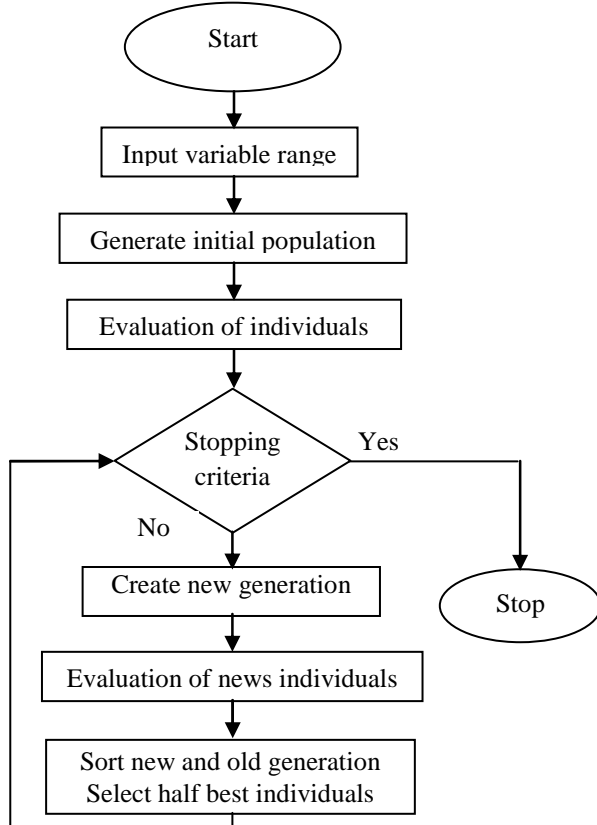 Start
Input variable range
Generate initial population
Evaluation of individuals
Stopping
criteria
Yes
No
Create new generation
Stop
Evaluation of news individuals
Sort new and old generation
Select half best individuals